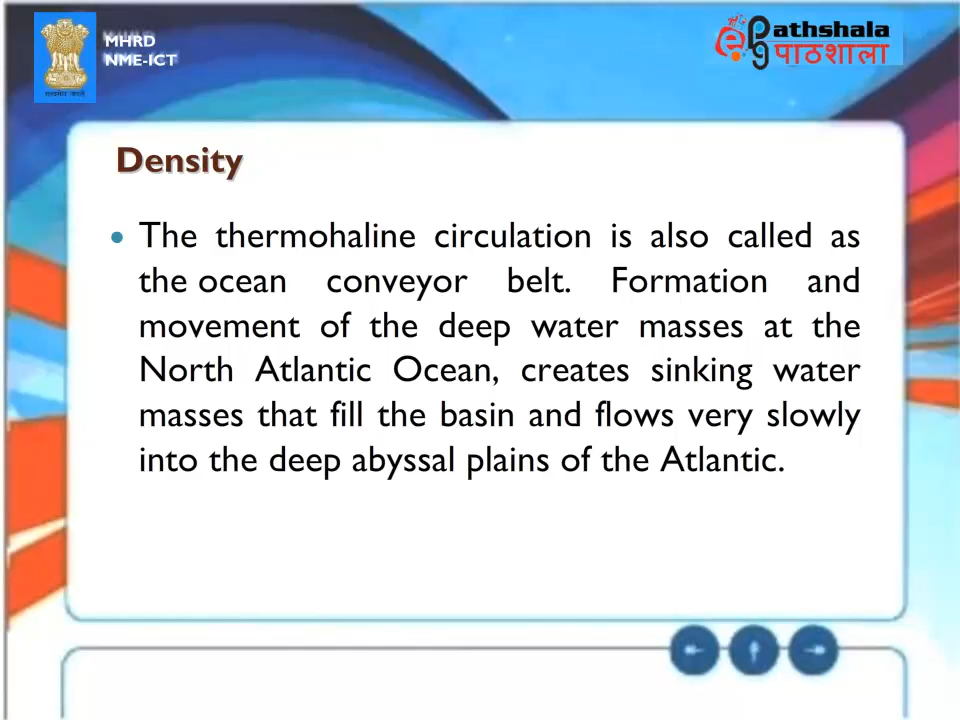 MHRD
NME-ICT
e PG Pathshala
पाठशाला
Density
• The thermohaline circulation is also called as
the ocean conveyor belt. Formation and
movement of the deep water masses at the
North Atlantic Ocean, creates sinking water
masses that fill the basin and flows very slowly
into the deep abyssal plains of the Atlantic.